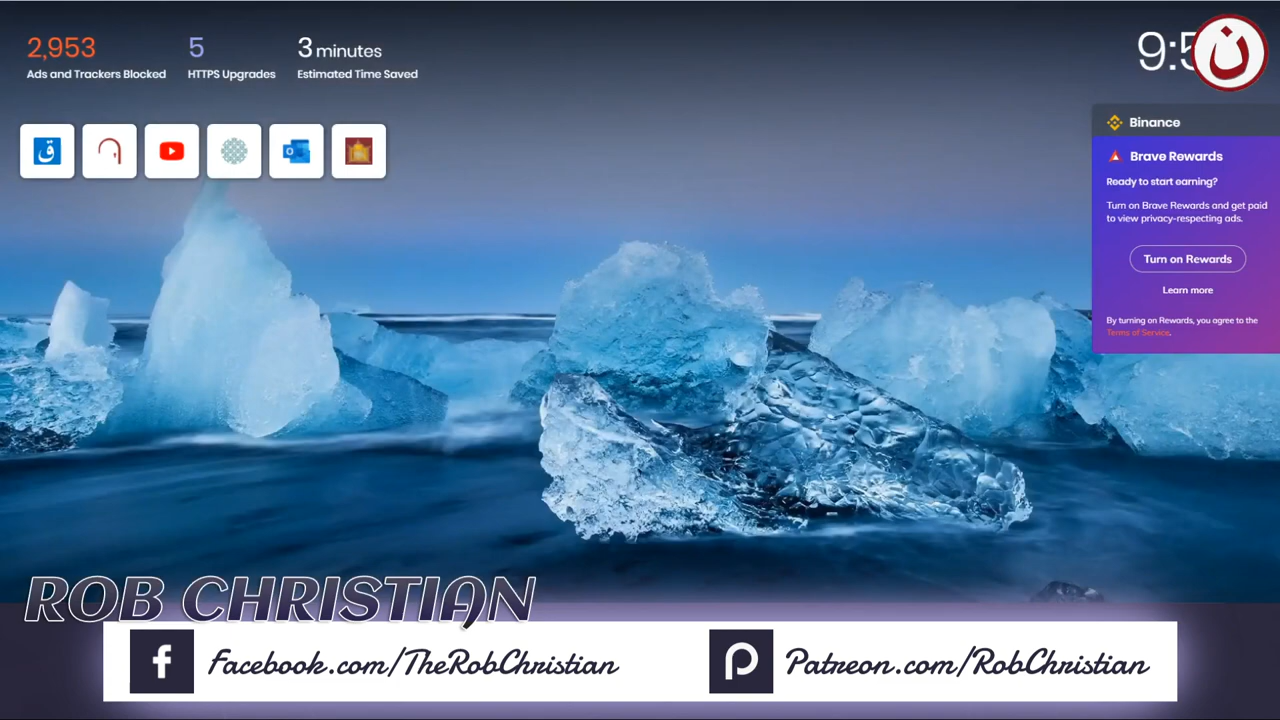 2,953
Ads and Trackers Blocked
5
HTTPS Upgrades
3 minutes
Estimated Time Saved
9:5
ن
ق
Binance
Brave Rewards
Ready to start earning?
Turn on Brave Rewards and get paid
to view privacy-respecting ads.
Turn on Rewards
Learn more
By turning on Rewards, you agree to the
Terms of Service.
ROB CHRISTIAN
Facebook.com/TheRobChristian
Patreon.com/RobChristian